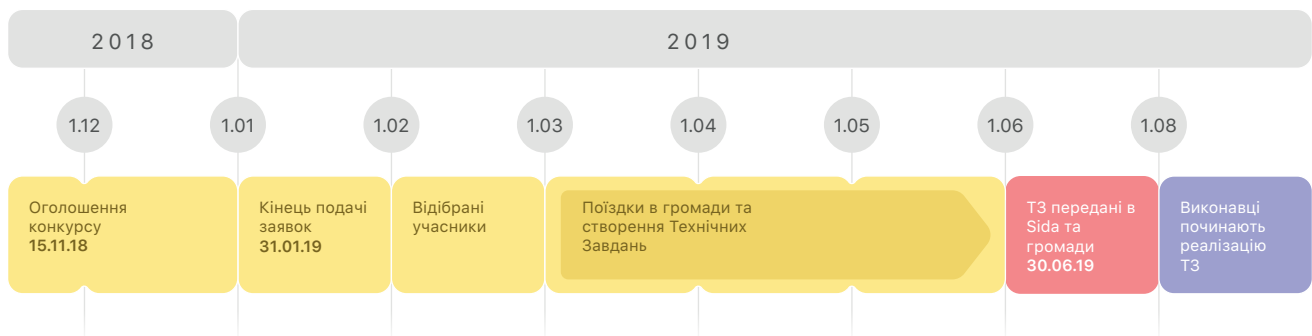 2018
2019
1.12
1.01
1.02
1.03
1.04
1.05
1.06
1.08
Оголошення
конкурсу
15.11.18
Кінець подачі
заявок
31.01.19
Відібрані
учасники
Поїздки в громади та
створення Технічних
Завдань
ТЗ передані в
Sida та
громади
30.06.19
Виконавці
починають
реалізацію
ТЗ